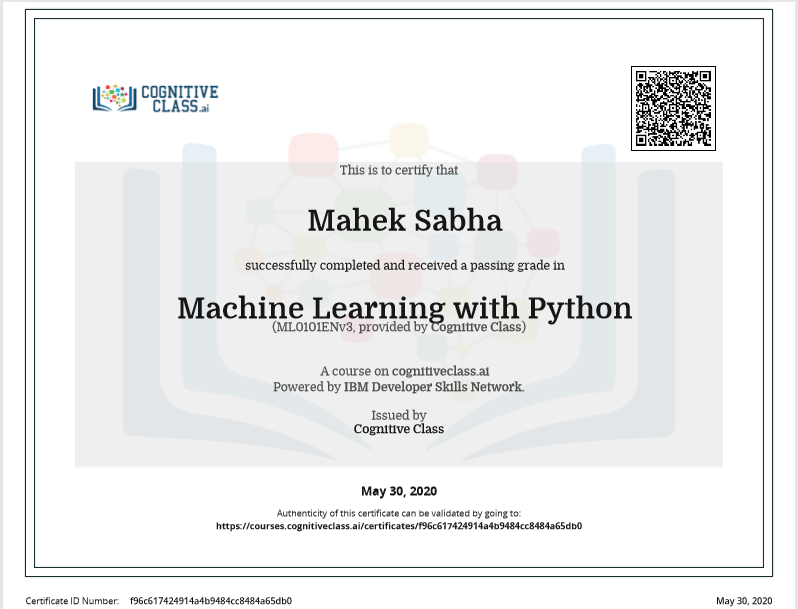 COGNITIVE
CLASS.ai
This is to certify that
Mahek Sabha
successfully completed and received a passing grade in
Machine Learning with Python
(ML0101ENv3, provided by Cognitive Class)
A course on cognitiveclass.ai
Powered by IBM Developer Skills Network.
Issued by
Cognitive Class
May 30, 2020
Authenticity of this certificate can be validated by going to:
https://courses.cognitiveclass.ai/certificates/f96c617424914a4b9484cc8484a65db0
Certificate ID Number: f96c617424914a4b9484cc8484a65db0
May 30, 2020